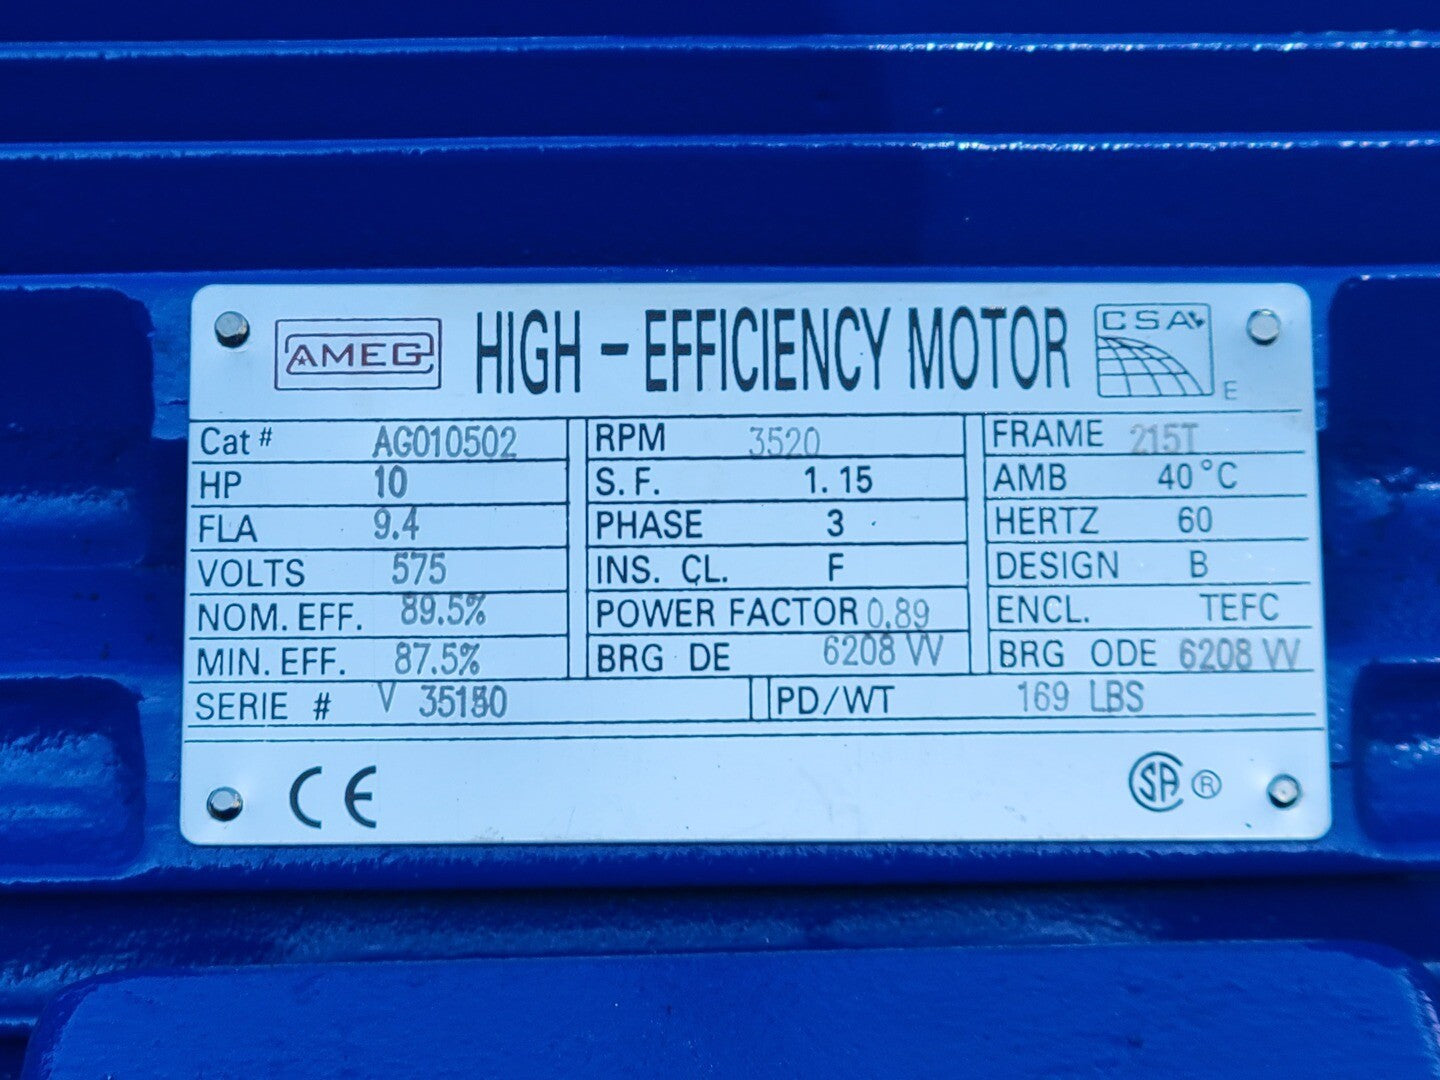 AMEG HIGH-EFFICIENCY MOTOR CSA E
Cat # AG010502 RPM 3520 FRAME 215T
HP 10 S.F. 1.15 AMB 40°C
FLA 9.4 PHASE 3 HERTZ 60
VOLTS 575 INS. CL. F DESIGN B
NOM. EFF. 89.5% POWER FACTOR 0.89 ENCL. TEFC
MIN. EFF. 87.5% BRG DE 6208 VV BRG ODE 6208 VV
SERIE # V PD/WT 169 LBS
CE SA ®